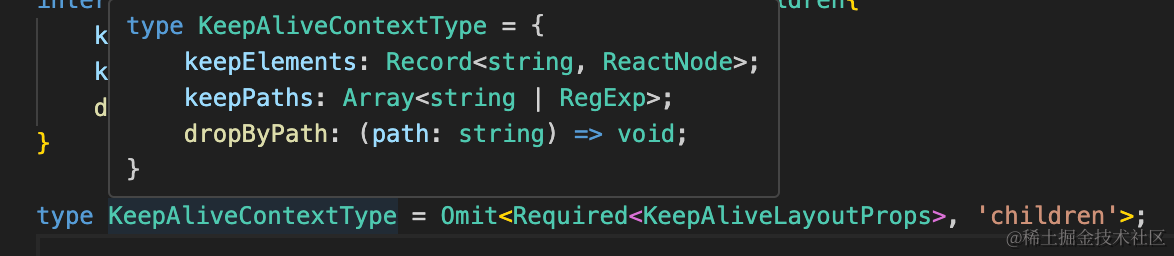 inter ldren{
type KeepAliveContextType = {
k keepElements: Record<string, ReactNode>;
k keepPaths: Array<string | RegExp>;
d dropByPath: (path: string) => void;
} }
type KeepAliveContextType = Omit<Required<KeepAliveLayoutProps>, 'children'>;
@稀土掘金技术社区